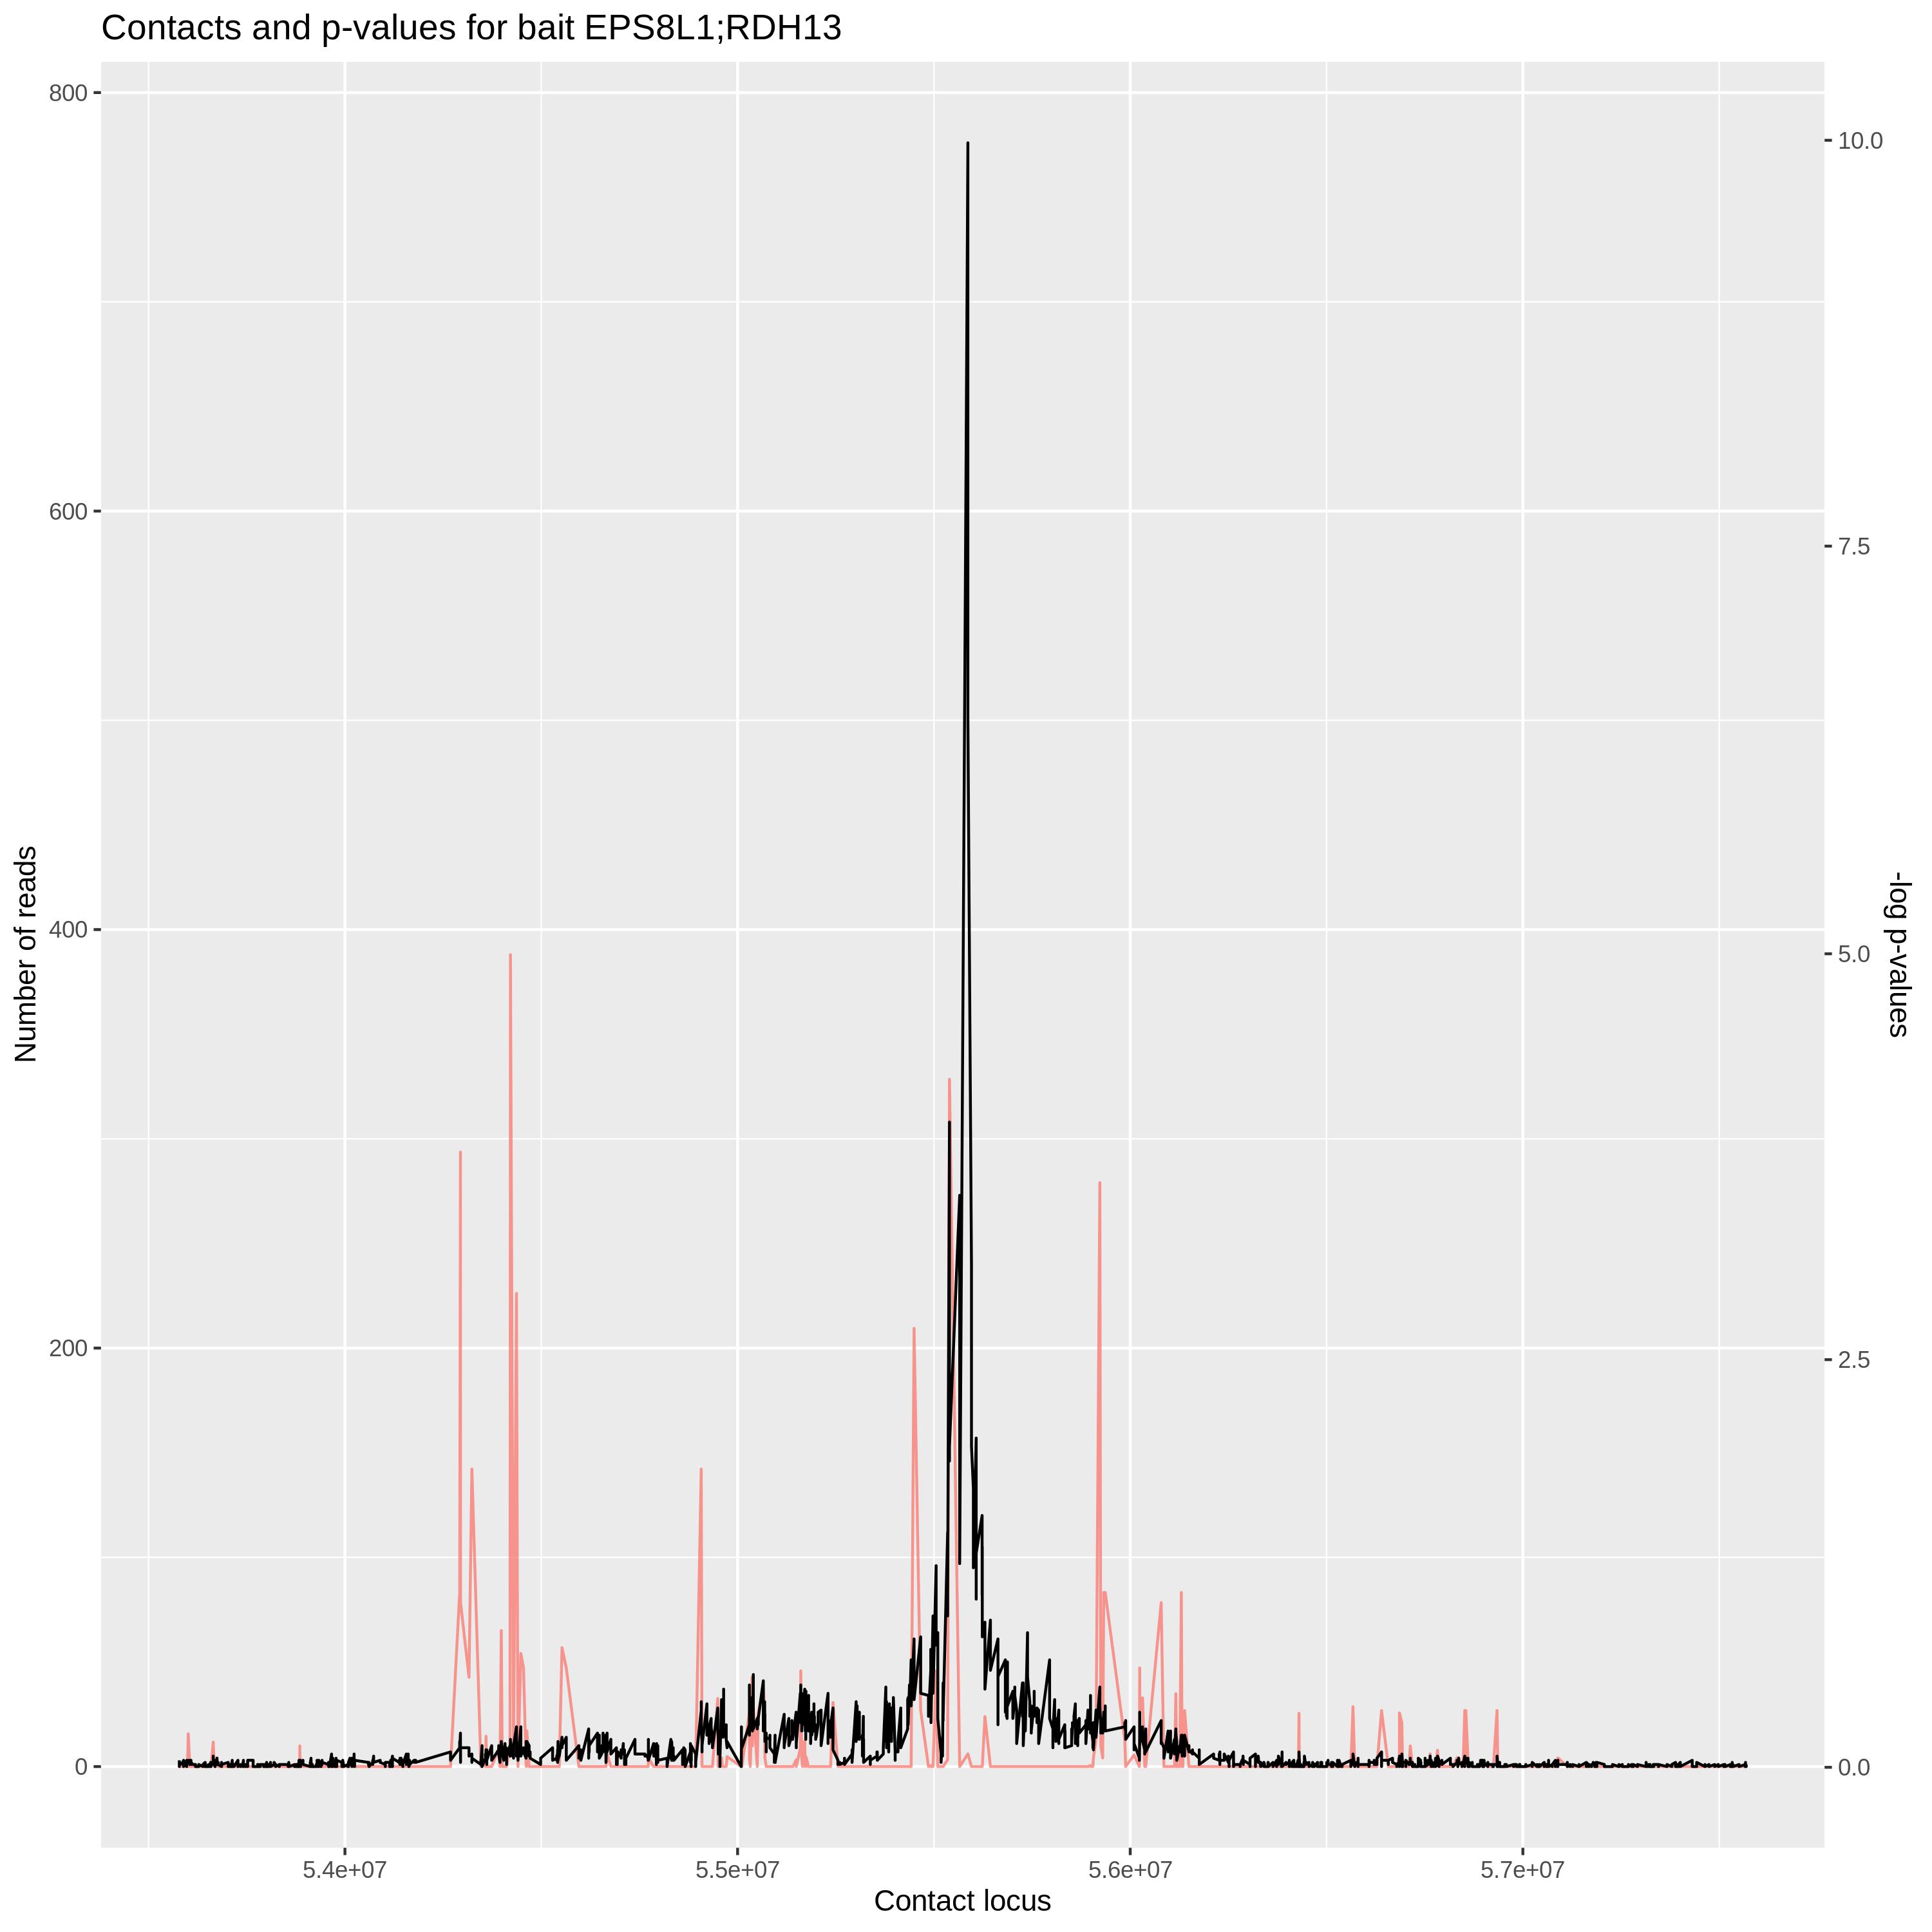 Contacts and p-values for bait EPS8L1;RDH13
800
600
400
200
0
Number of reads
10.0
7.5
5.0
2.5
0.0
-log p-values
5.4e+07
5.5e+07
5.6e+07
5.7e+07
Contact locus